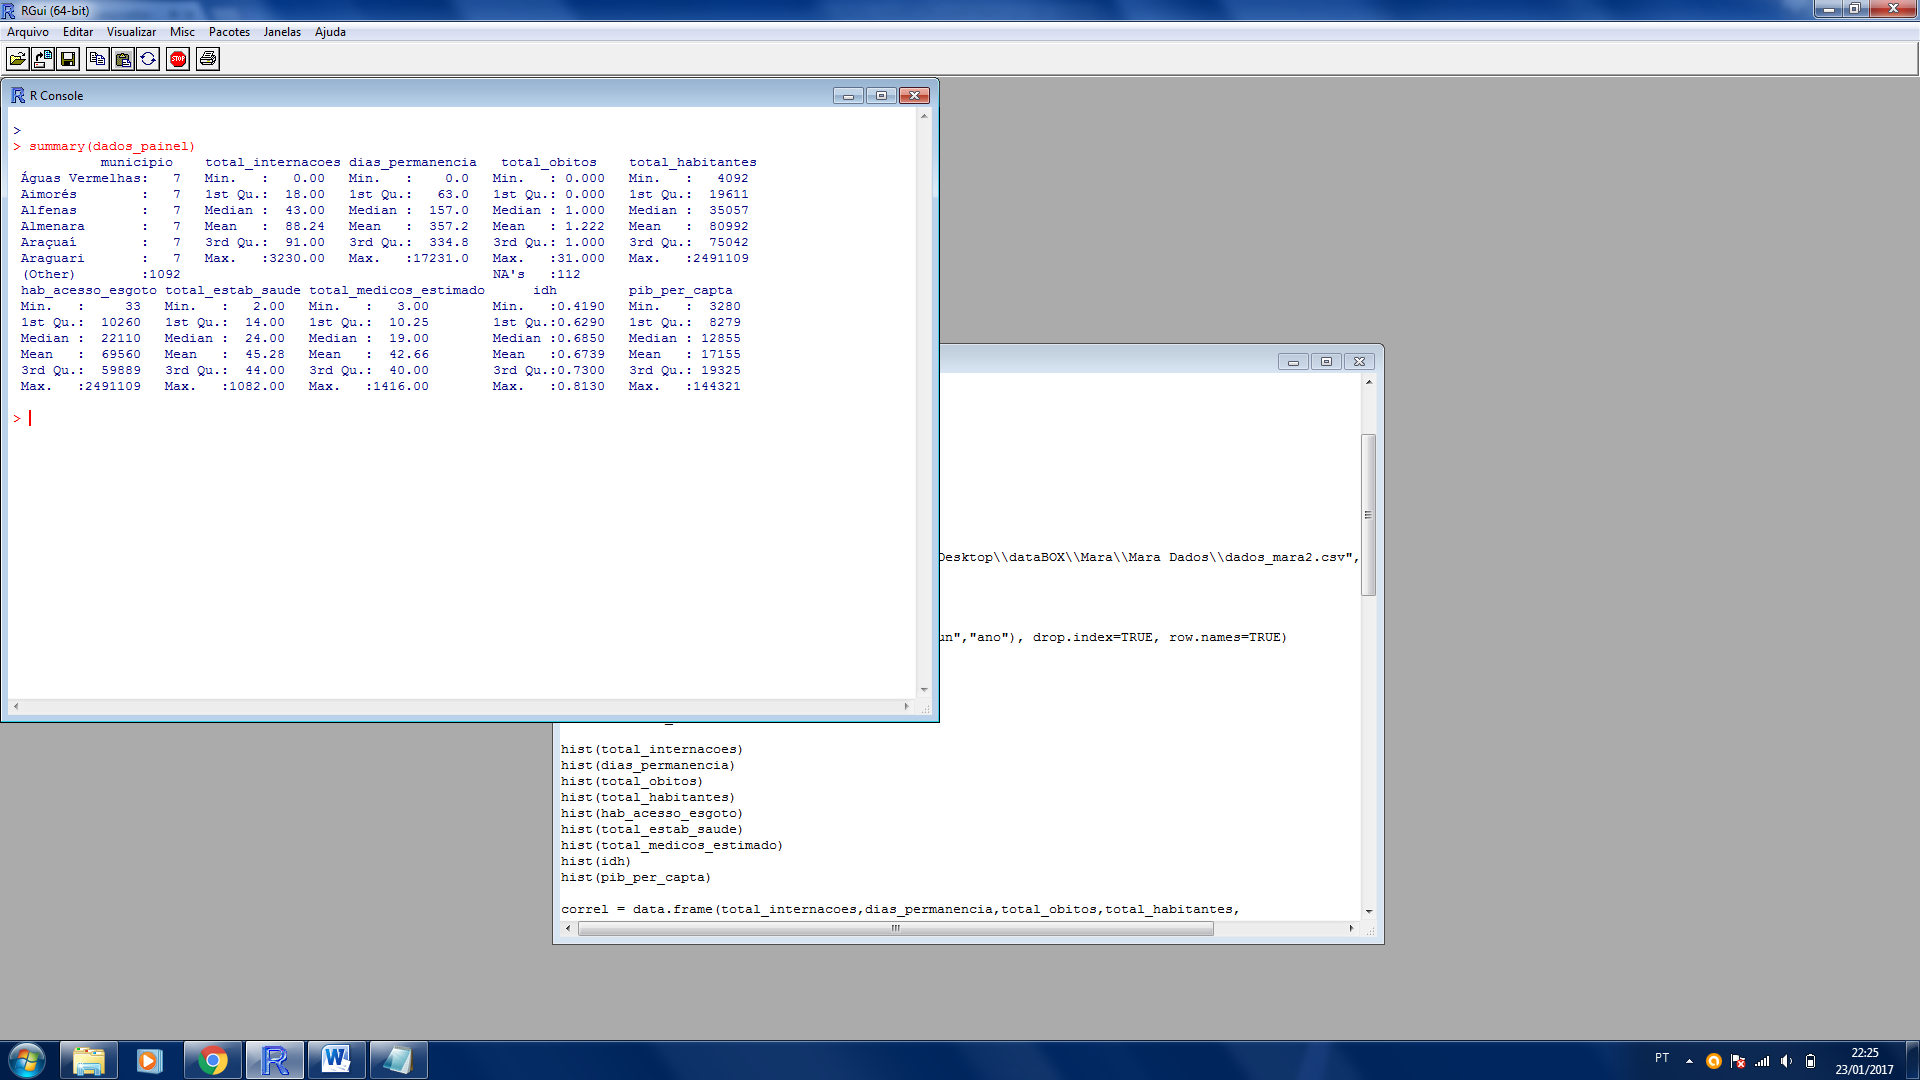 RGui (64-bit)
Arquivo Editar Visualizar Misc Pacotes Janelas Ajuda
STOP
R Console
>
> summary(dados_painel)
municipio total_internacoes dias_permanencia total_obitos total_habitantes
Águas Vermelhas: 7 Min. : 0.00 Min. : 0.0 Min. : 0.000 Min. : 4092
Aimorés : 7 1st Qu.: 18.00 1st Qu.: 63.0 1st Qu.: 0.000 1st Qu.: 19611
Alfenas : 7 Median : 43.00 Median : 157.0 Median : 1.000 Median : 35057
Almenara : 7 Mean : 88.24 Mean : 357.2 Mean : 1.222 Mean : 80992
Araçuaí : 7 3rd Qu.: 91.00 3rd Qu.: 334.8 3rd Qu.: 1.000 3rd Qu.: 75042
Araguari : 7 Max. :3230.00 Max. :17231.0 Max. :31.000 Max. :2491109
(Other) :1092 NA's :112
hab_acesso_esgoto total_estab_saude total_medicos_estimado idh pib_per_capta
Min. : 33 Min. : 2.00 Min. : 3.00 Min. :0.4190 Min. : 3280
1st Qu.: 10260 1st Qu.: 14.00 1st Qu.: 10.25 1st Qu.:0.6290 1st Qu.: 8279
Median : 22110 Median : 24.00 Median : 19.00 Median :0.6850 Median : 12855
Mean : 69560 Mean : 45.28 Mean : 42.66 Mean :0.6739 Mean : 17155
3rd Qu.: 59889 3rd Qu.: 44.00 3rd Qu.: 40.00 3rd Qu.:0.7300 3rd Qu.: 19325
Max. :2491109 Max. :1082.00 Max. :1416.00 Max. :0.8130 Max. :144321
>
Desktop\\dataBOX\\Mara\\Mara Dados\\dados_mara2.csv",
un","ano"), drop.index=TRUE, row.names=TRUE)
hist(total_internacoes)
hist(dias_permanencia)
hist(total_obitos)
hist(total_habitantes)
hist(hab_acesso_esgoto)
hist(total_estab_saude)
hist(total_medicos_estimado)
hist(idh)
hist(pib_per_capta)
correl = data.frame(total_internacoes,dias_permanencia,total_obitos,total_habitantes,
PT
22:25
23/01/2017